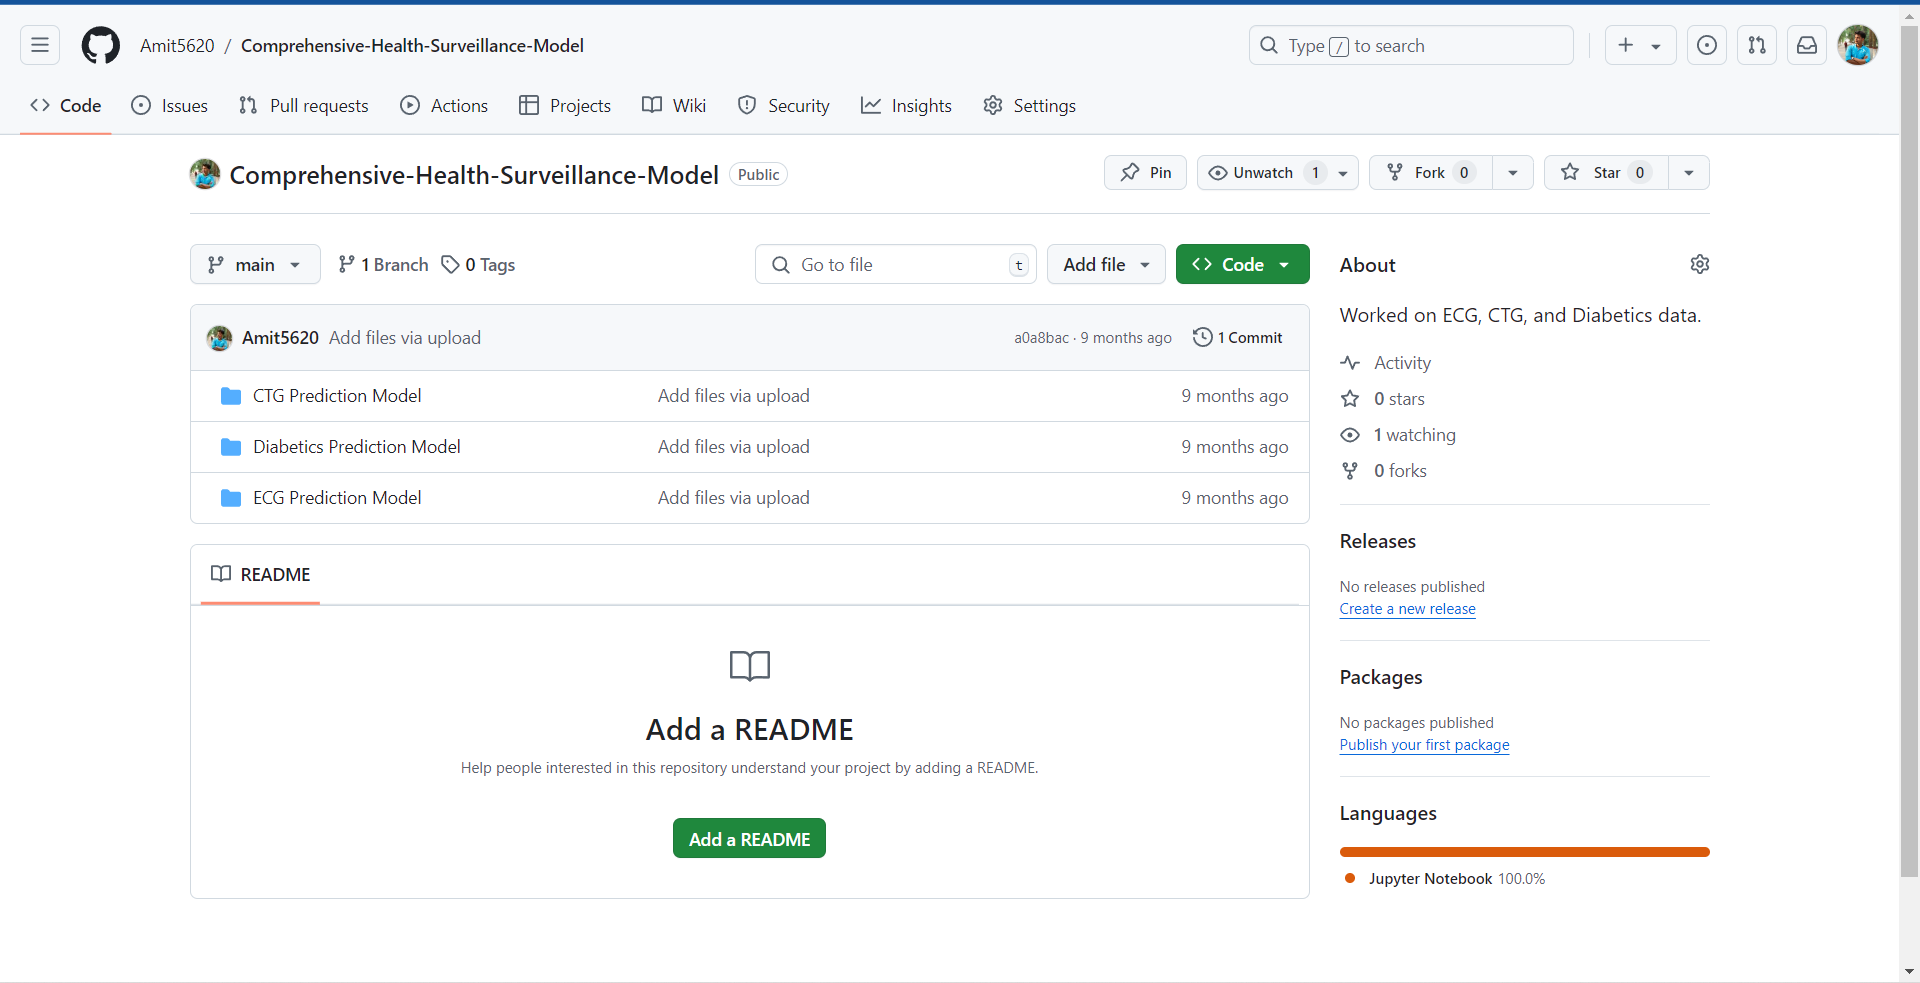 Amit5620 / Comprehensive-Health-Surveillance-Model
Type / to search
Code Issues Pull requests Actions Projects Wiki Security Insights Settings
Comprehensive-Health-Surveillance-Model Public
Pin Unwatch 1 Fork 0 Star 0
main 1 Branch 0 Tags Go to file t Add file Code
Amit5620 Add files via upload a0a8bac · 9 months ago 1 Commit
CTG Prediction Model Add files via upload 9 months ago
Diabetics Prediction Model Add files via upload 9 months ago
ECG Prediction Model Add files via upload 9 months ago
README
Add a README
Help people interested in this repository understand your project by adding a README.
Add a README
About
Worked on ECG, CTG, and Diabetics data.
Activity
0 stars
1 watching
0 forks
Releases
No releases published
Create a new release
Packages
No packages published
Publish your first package
Languages
Jupyter Notebook 100.0%